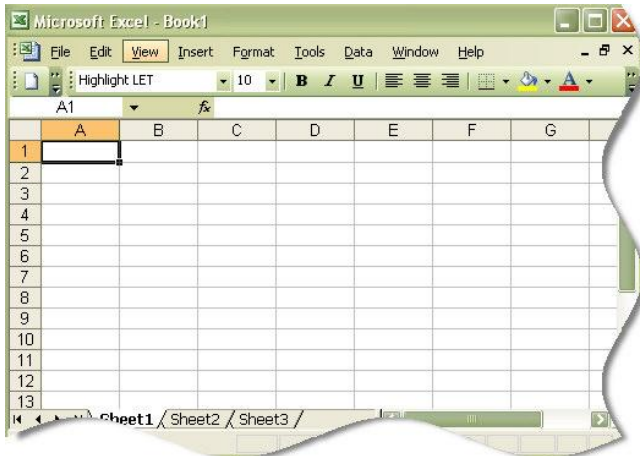 Microsoft Excel - Book1
File Edit View Insert Format Tools Data Window Help
Highlight LET 10 B I U A
A1 fx
A B C D E F G
1
2
3
4
5
6
7
8
9
10
11
12
13
Sheet1 Sheet2 Sheet3